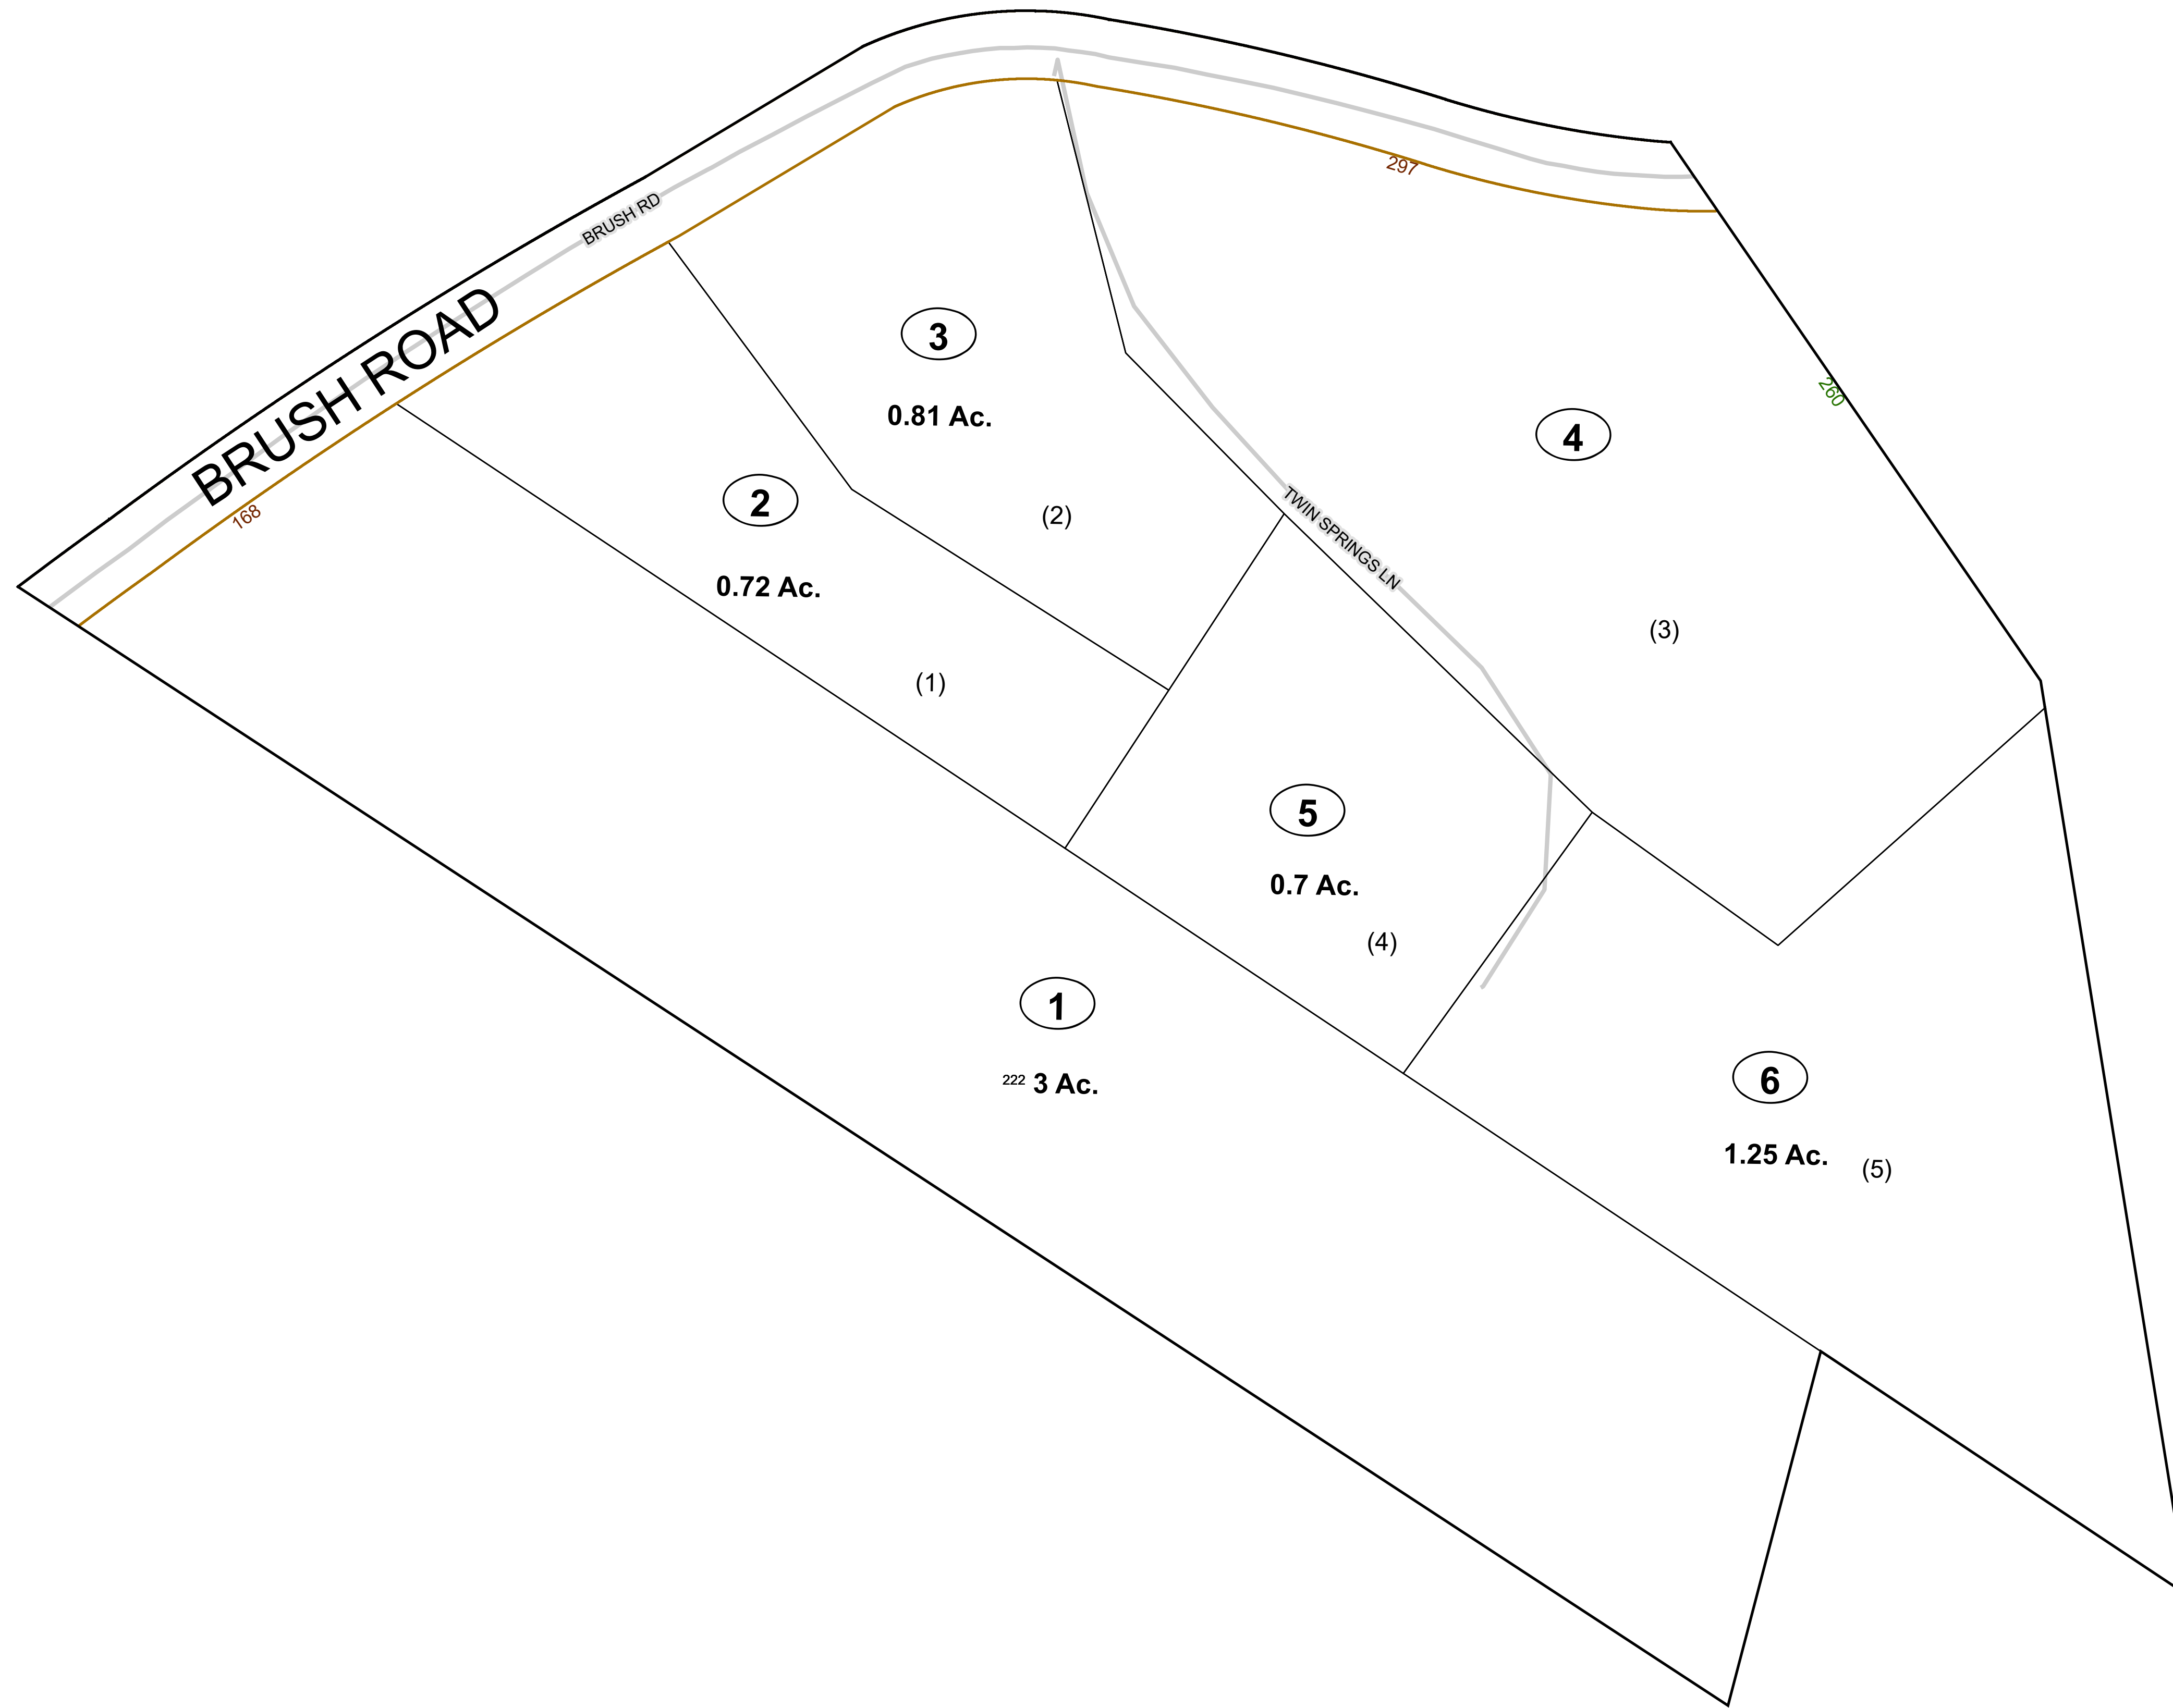 297
BRUSH RD
3
BRUSH ROAD
260
0.81 Ac.
4
2
168
(2)
TWIN SPRINGS LN
0.72 Ac.
(3)
(1)
5
0.7 Ac.
(4)
1
222 3 Ac.
6
1.25 Ac. (5)